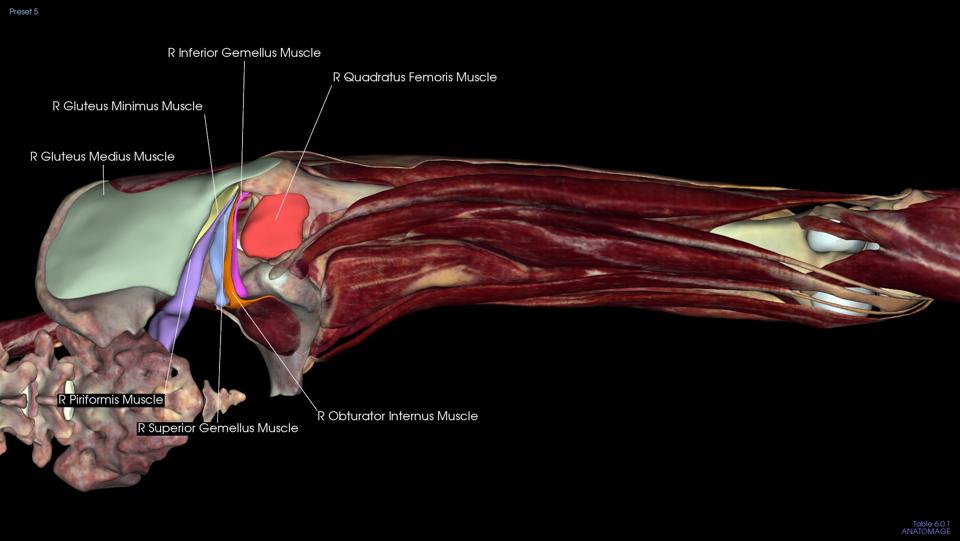 Preset 5
R Inferior Gemellus Muscle
R Quadratus Femoris Muscle
R Gluteus Minimus Muscle
R Gluteus Medius Muscle
R Piriformis Muscle
R Obturator Internus Muscle
R Superior Gemellus Muscle
Table 6.0.1
ANATOMAGE